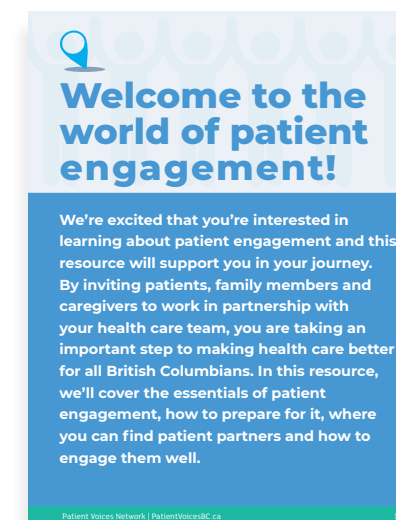 Welcome to the
world of patient
engagement!
We're excited that you're interested in
learning about patient engagement and this
resource will support you in your journey.
By inviting patients, family members and
caregivers to work in partnership with
your health care team, you are taking an
important step to making health care better
for all British Columbians. In this resource,
we'll cover the essentials of patient
engagement, how to prepare for it, where
you can find patient partners and how to
engage them well.
Patient Voices Network | PatientVoicesBC.ca